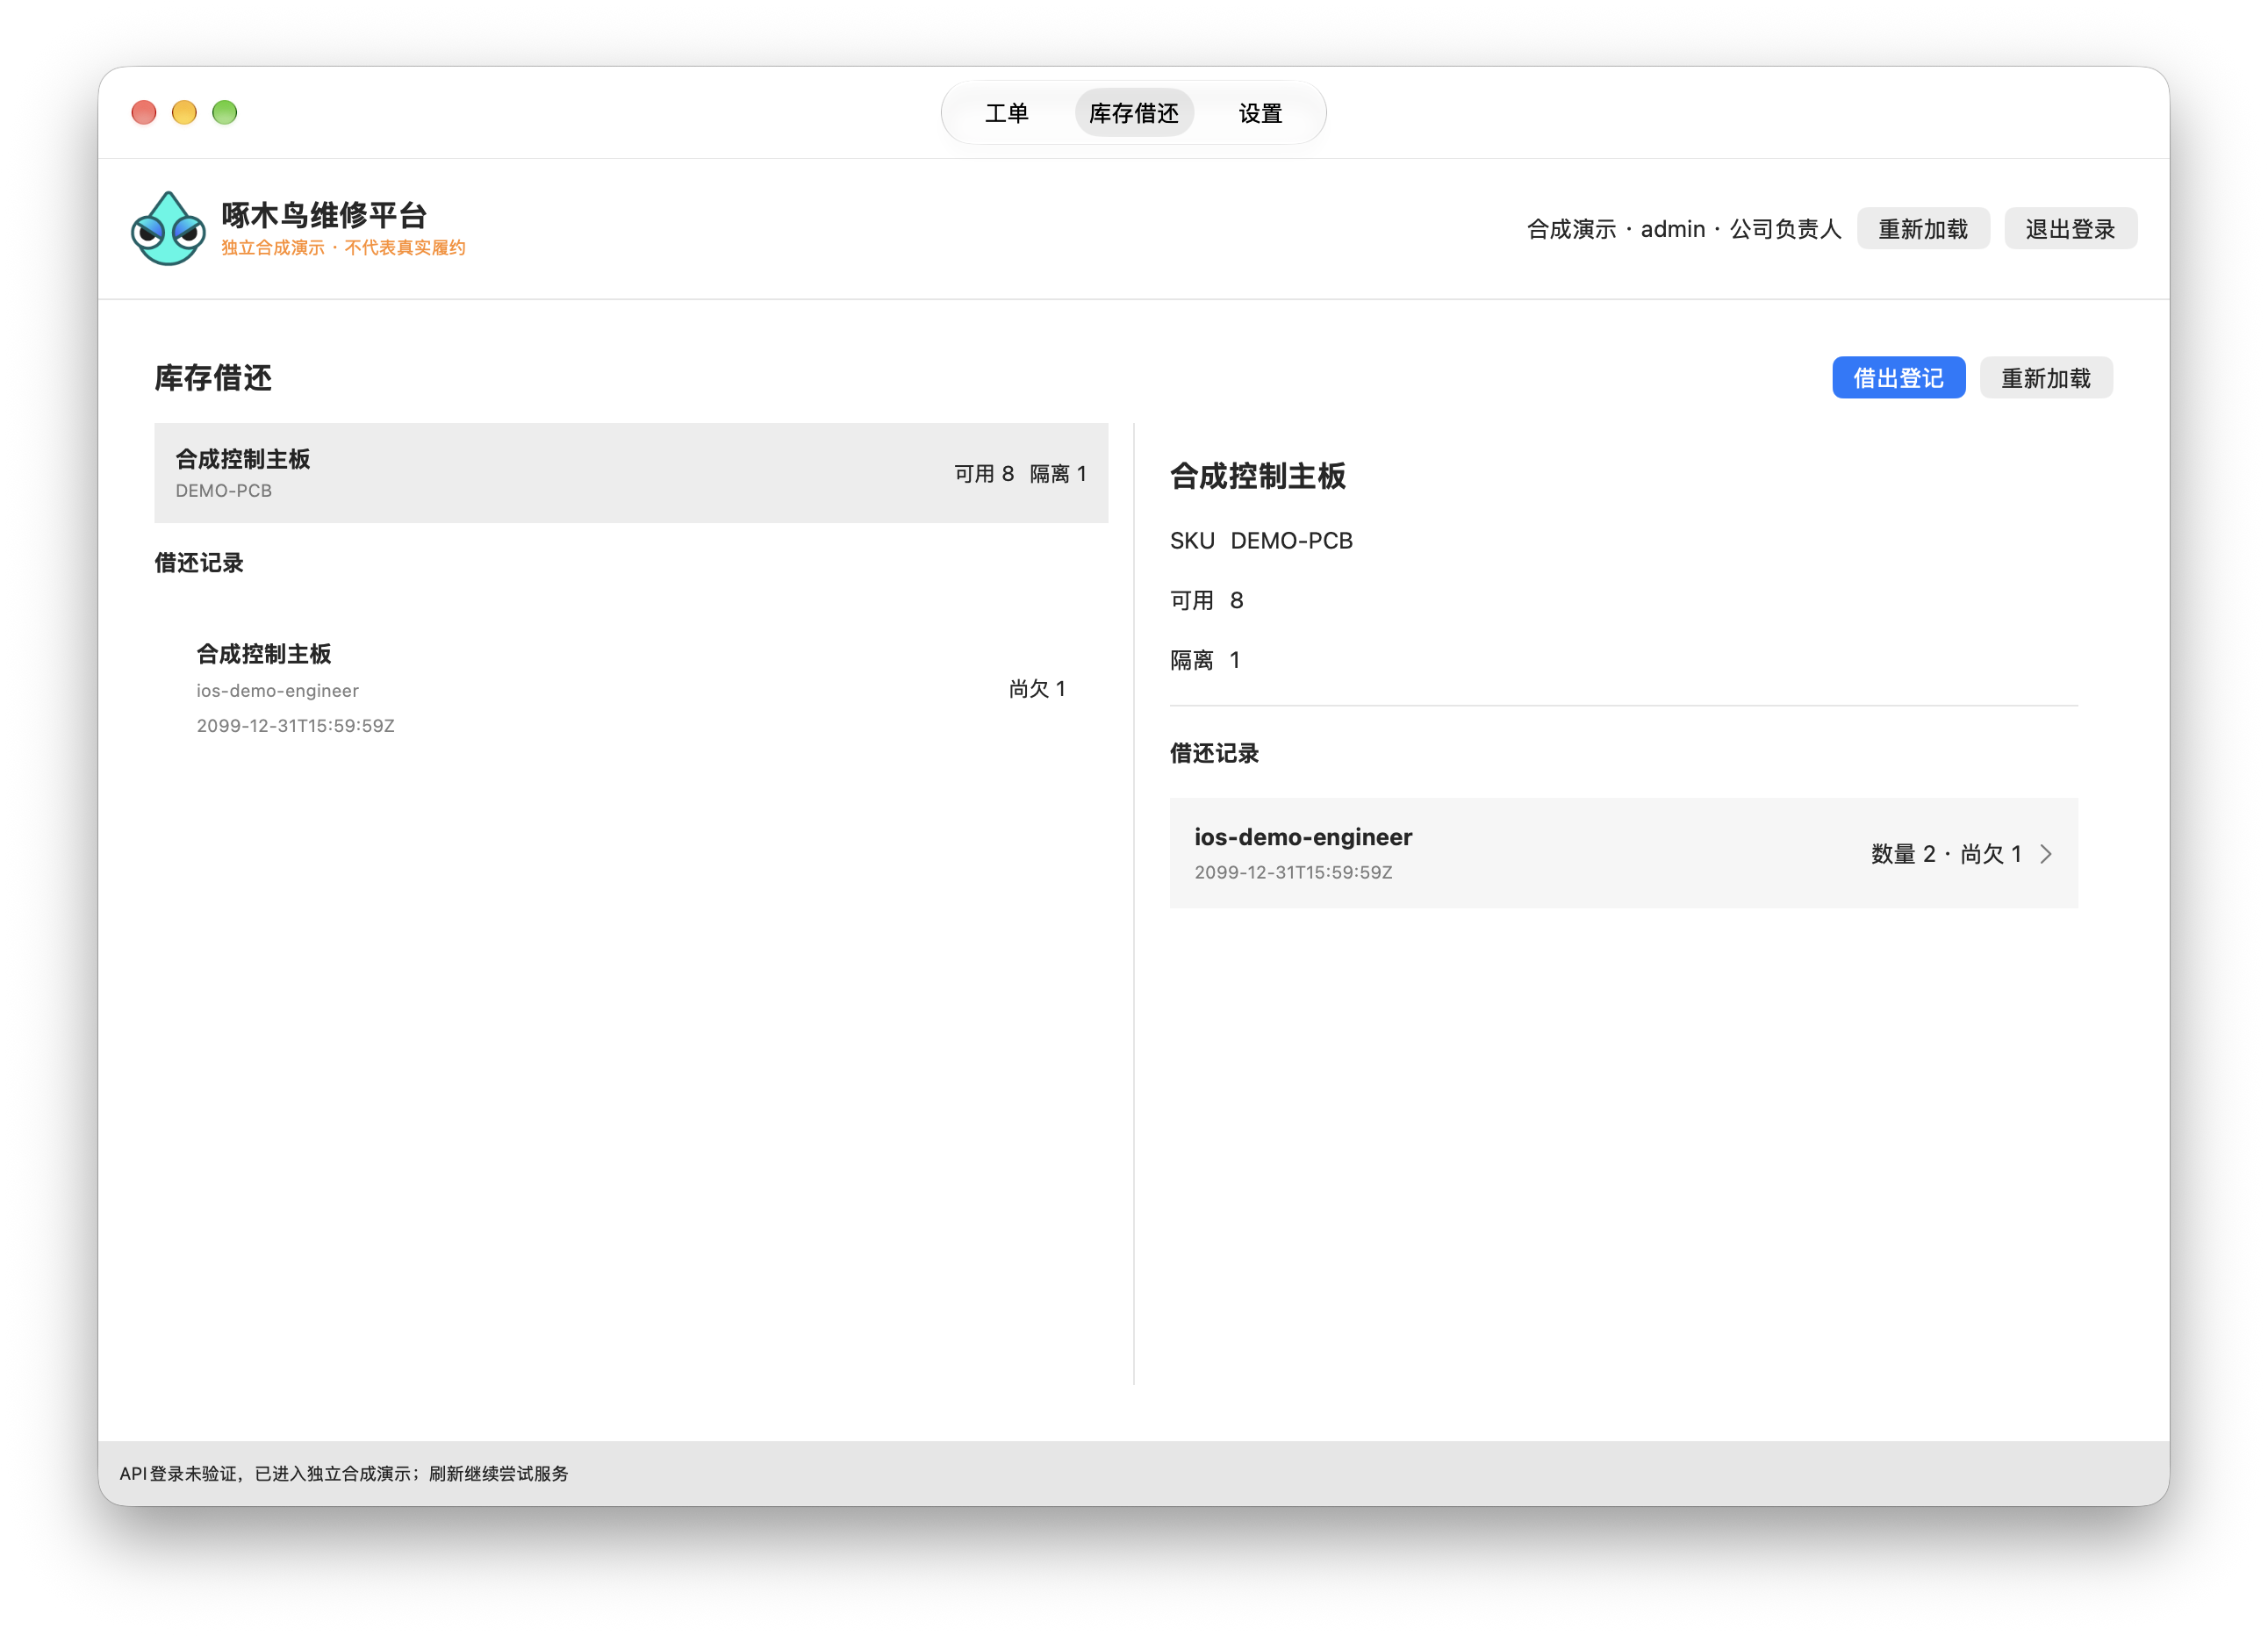 工单 库存借还 设置
啄木鸟维修平台
独立合成演示 · 不代表真实履约
合成演示 · admin · 公司负责人 重新加载 退出登录
库存借还
借出登记 重新加载
合成控制主板
DEMO-PCB
可用 8 隔离 1
借还记录
合成控制主板
ios-demo-engineer
2099-12-31T15:59:59Z
尚欠 1
合成控制主板
SKU DEMO-PCB
可用 8
隔离 1
借还记录
ios-demo-engineer
2099-12-31T15:59:59Z
数量 2 · 尚欠 1
API登录未验证，已进入独立合成演示；刷新继续尝试服务